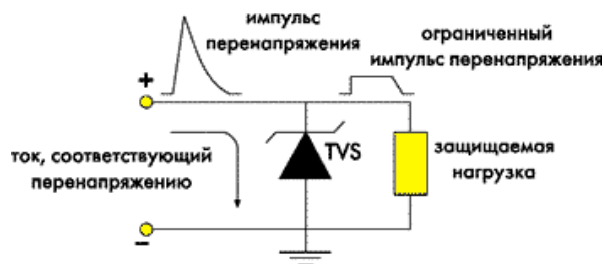 импульс
перенапряжения
ограниченный
импульс перенапряжения
+
ток, соответствующий
перенапряжению
TVS
защищаемая
нагрузка
−